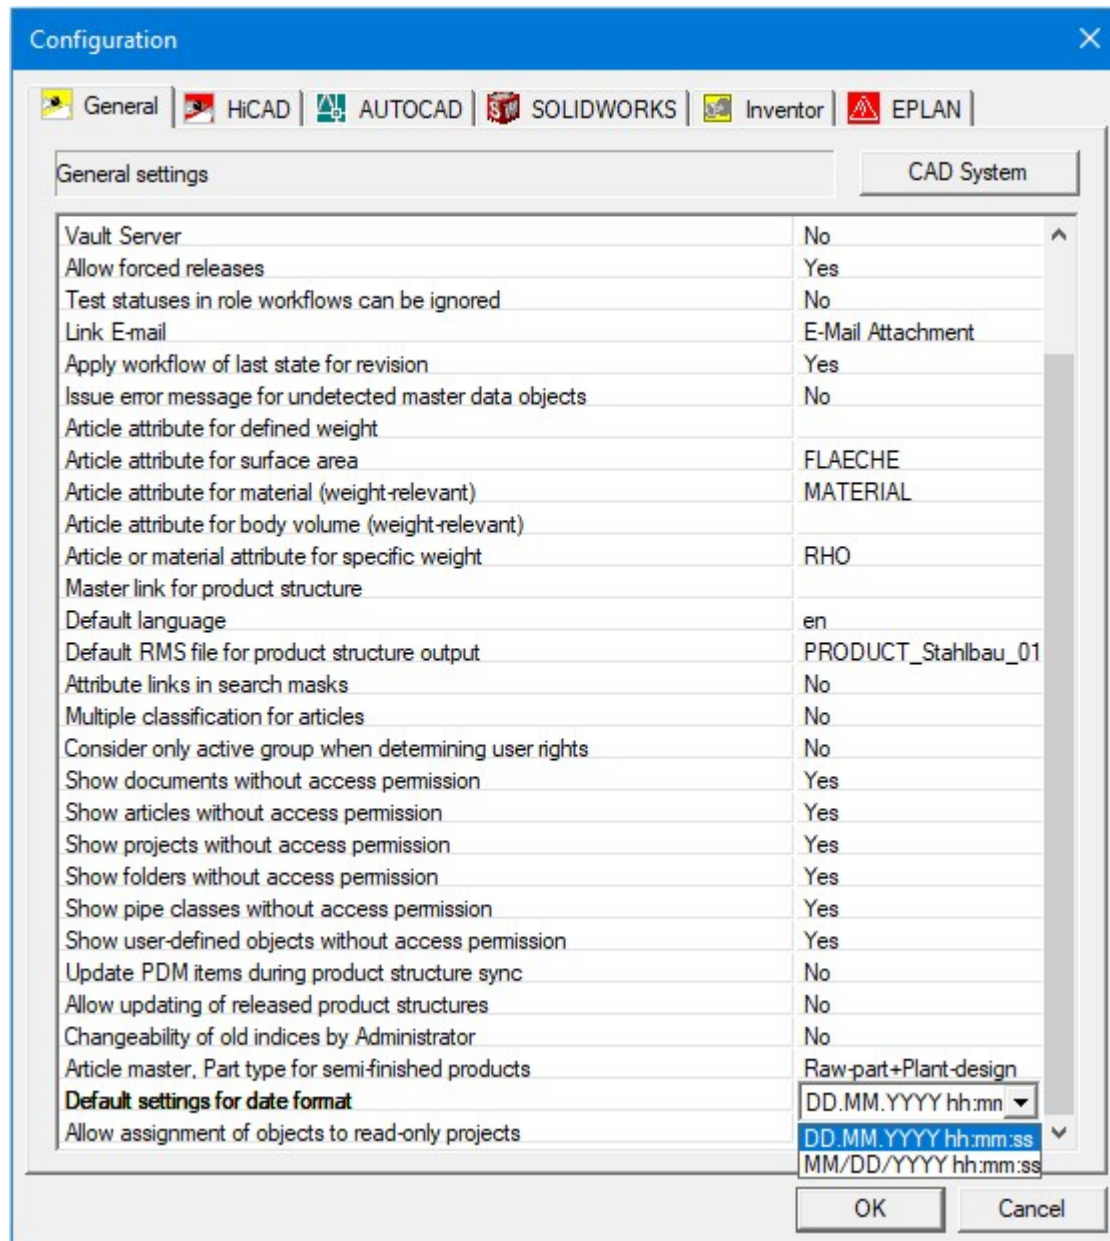 Configuration
General HiCAD AUTOCAD SOLIDWORKS Inventor EPLAN
General settings CAD System
Vault Server No
Allow forced releases Yes
Test statuses in role workflows can be ignored No
Link E-mail E-Mail Attachment
Apply workflow of last state for revision Yes
Issue error message for undetected master data objects No
Article attribute for defined weight
Article attribute for surface area FLAECHE
Article attribute for material (weight-relevant) MATERIAL
Article attribute for body volume (weight-relevant)
Article or material attribute for specific weight RHO
Master link for product structure
Default language en
Default RMS file for product structure output PRODUCT_Stahlbau_01
Attribute links in search masks No
Multiple classification for articles No
Consider only active group when determining user rights No
Show documents without access permission Yes
Show articles without access permission Yes
Show projects without access permission Yes
Show folders without access permission Yes
Show pipe classes without access permission Yes
Show user-defined objects without access permission Yes
Update PDM items during product structure sync No
Allow updating of released product structures No
Changeability of old indices by Administrator No
Article master, Part type for semi-finished products Raw-part+Plant-design
Default settings for date format DD.MM.YYYY hh:mm
Allow assignment of objects to read-only projects DD.MM.YYYY hh:mm:ss
MM/DD/YYYY hh:mm:ss
OK Cancel